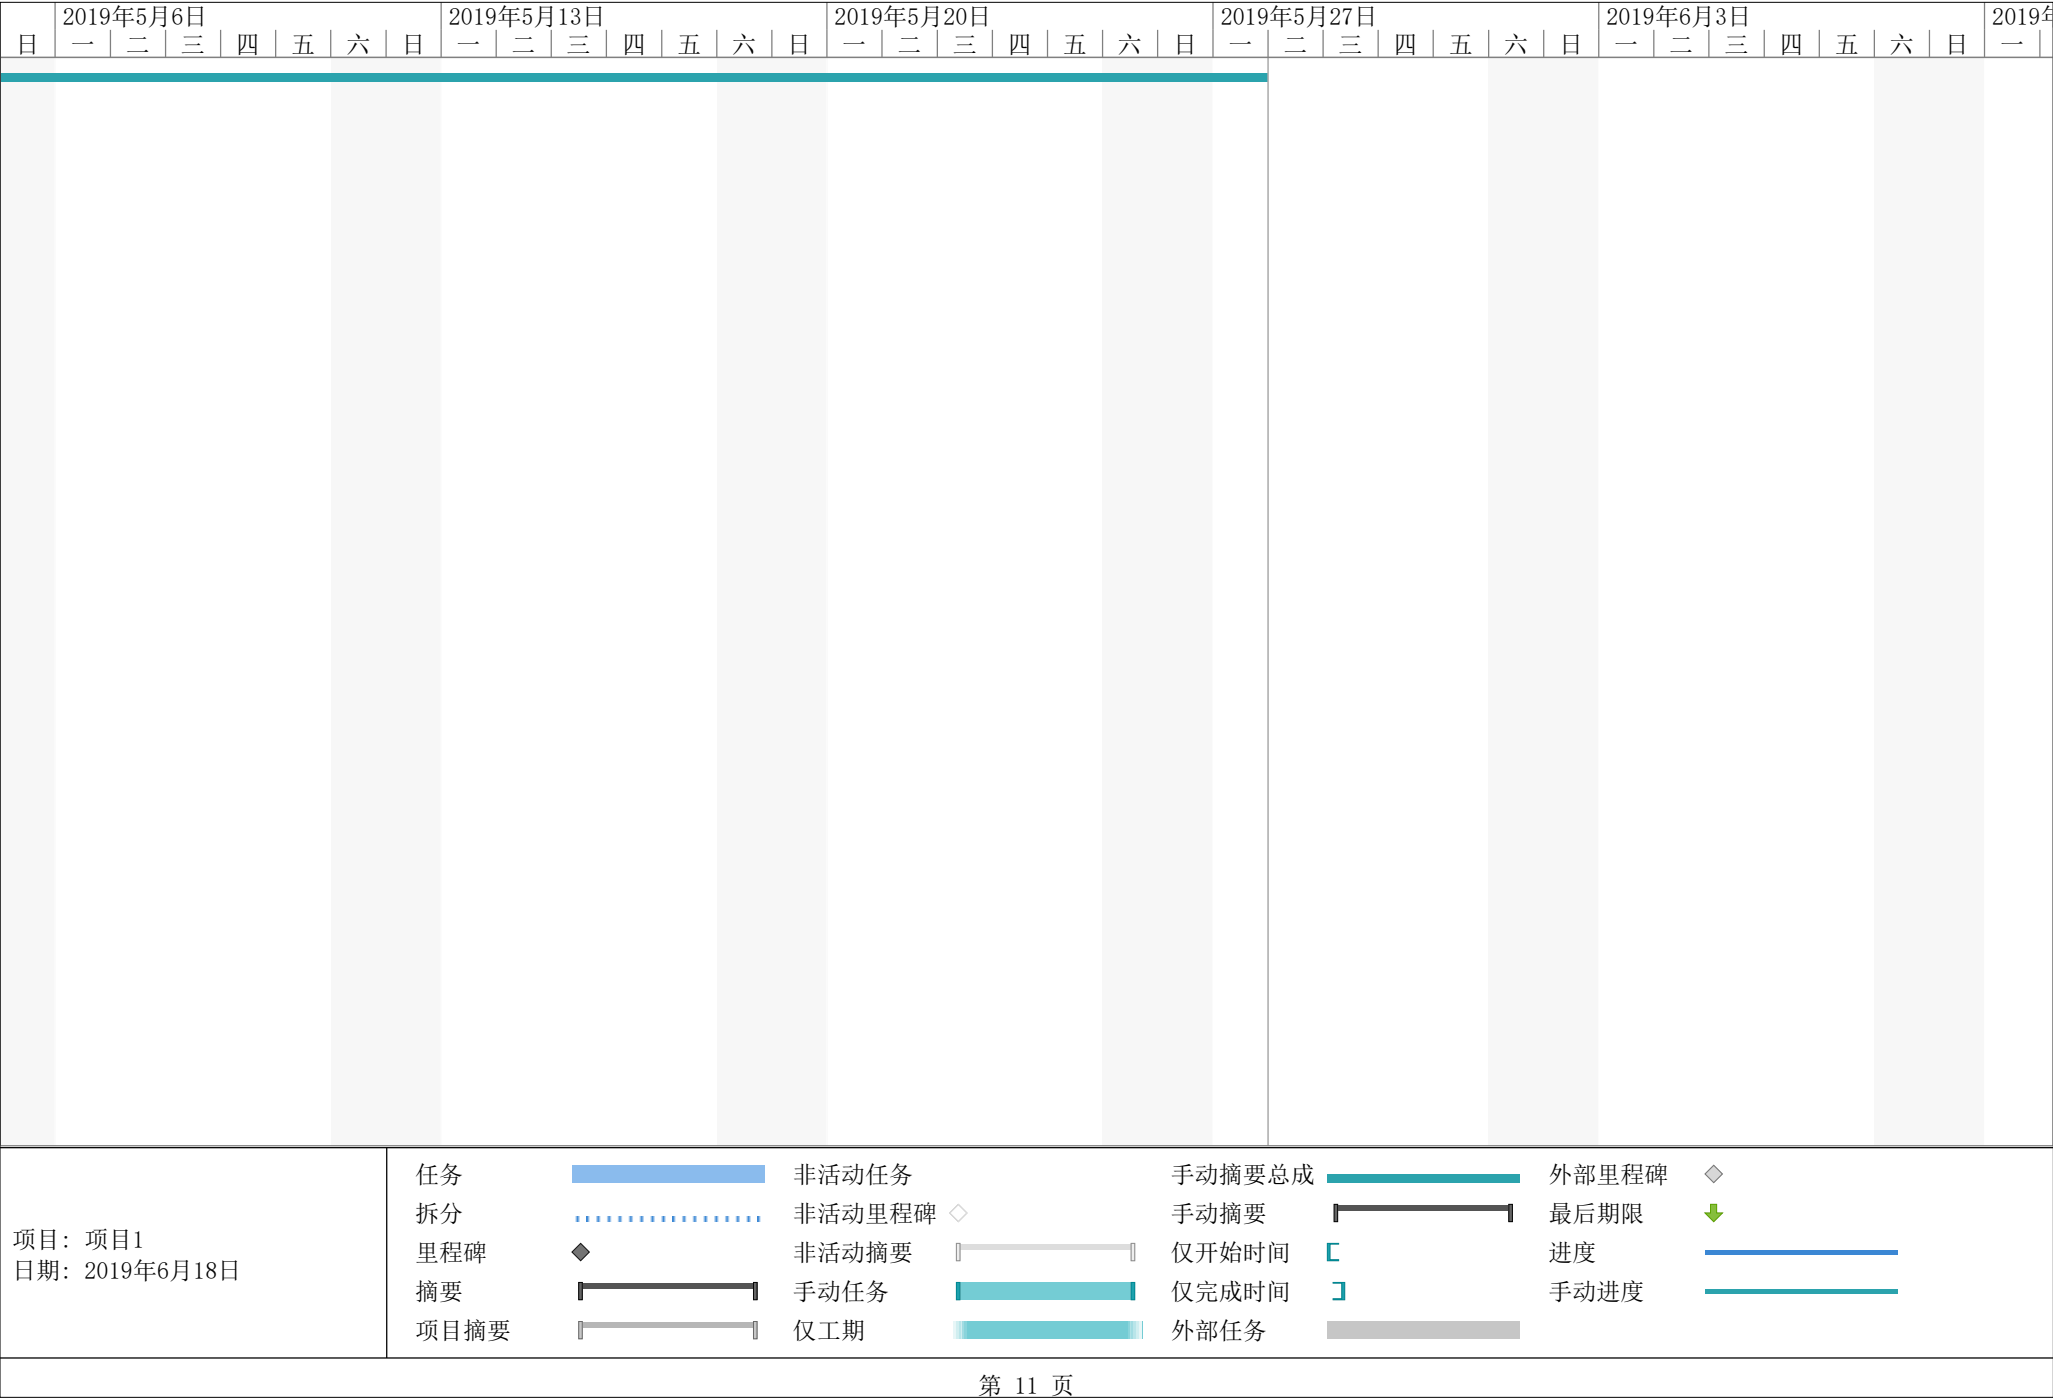 2019年5月6日 2019年5月13日 2019年5月20日 2019年5月27日 2019年6月3日 2019年
日 一 二 三 四 五 六 日 一 二 三 四 五 六 日 一 二 三 四 五 六 日 一 二 三 四 五 六 日 一 二 三 四 五 六 日 一
项目: 项目1
日期: 2019年6月18日
任务
拆分
里程碑
摘要
项目摘要
非活动任务
非活动里程碑
非活动摘要
手动任务
仅工期
手动摘要总成
手动摘要
仅开始时间
仅完成时间
外部任务
外部里程碑
最后期限
进度
手动进度
第 11 页